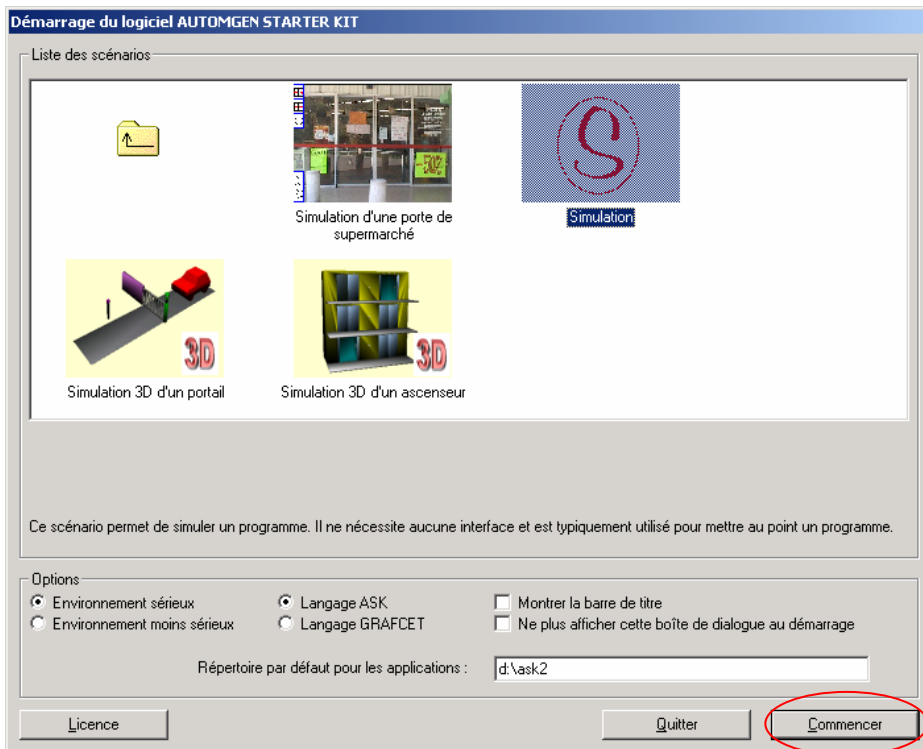 Démarrage du logiciel AUTOMGEN STARTER KIT
Liste des scénarios
-50%
S
Simulation d'une porte de
supermarché
Simulation
3D
3D
Simulation 3D d'un portail
Simulation 3D d'un ascenseur
Ce scénario permet de simuler un programme. Il ne nécessite aucune interface et est typiquement utilisé pour mettre au point un programme.
Options
Environnement sérieux
Langage ASK
Montrer la barre de titre
Environnement moins sérieux
Langage GRAFCET
Ne plus afficher cette boîte de dialogue au démarrage
Répertoire par défaut pour les applications :
d:\ask2
Licence
Quitter
Commencer